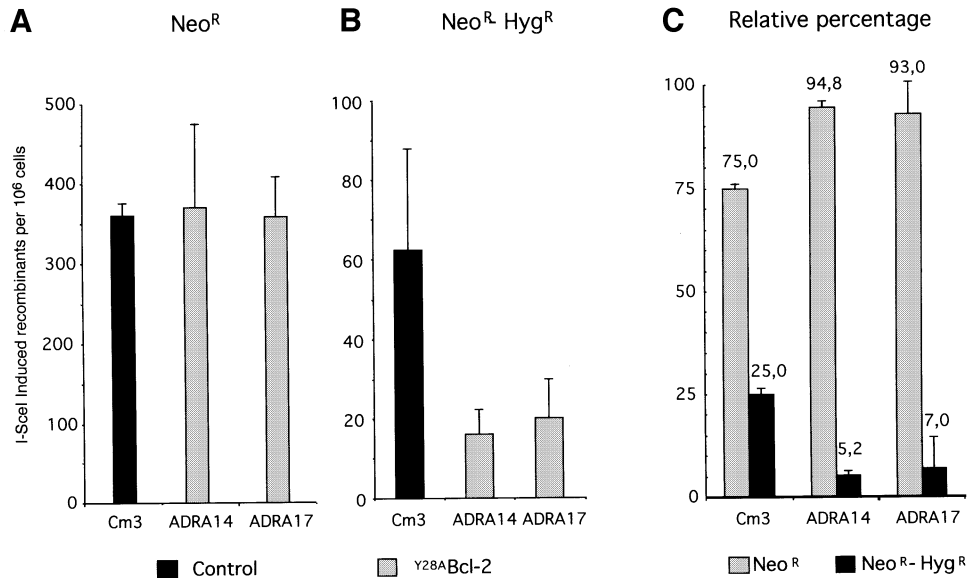 A
Neo^R
B
Neo^R- Hyg^R
C
Relative percentage
I-SceI Induced recombinants per 10^6 cells
500
400
300
200
100
0
Cm3 ADRA14 ADRA17
100
80
60
40
20
0
Cm3 ADRA14 ADRA17
100
75
50
25
0
75,0
25,0
94,8
5,2
93,0
7,0
Cm3 ADRA14 ADRA17
Control
^Y28ABcl-2
Neo^R
Neo^R- Hyg^R